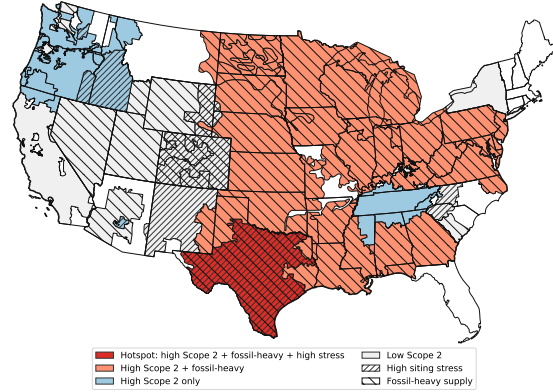 Hotspot: high Scope 2 + fossil-heavy + high stress
High Scope 2 + fossil-heavy
High Scope 2 only
Low Scope 2
High siting stress
Fossil-heavy supply